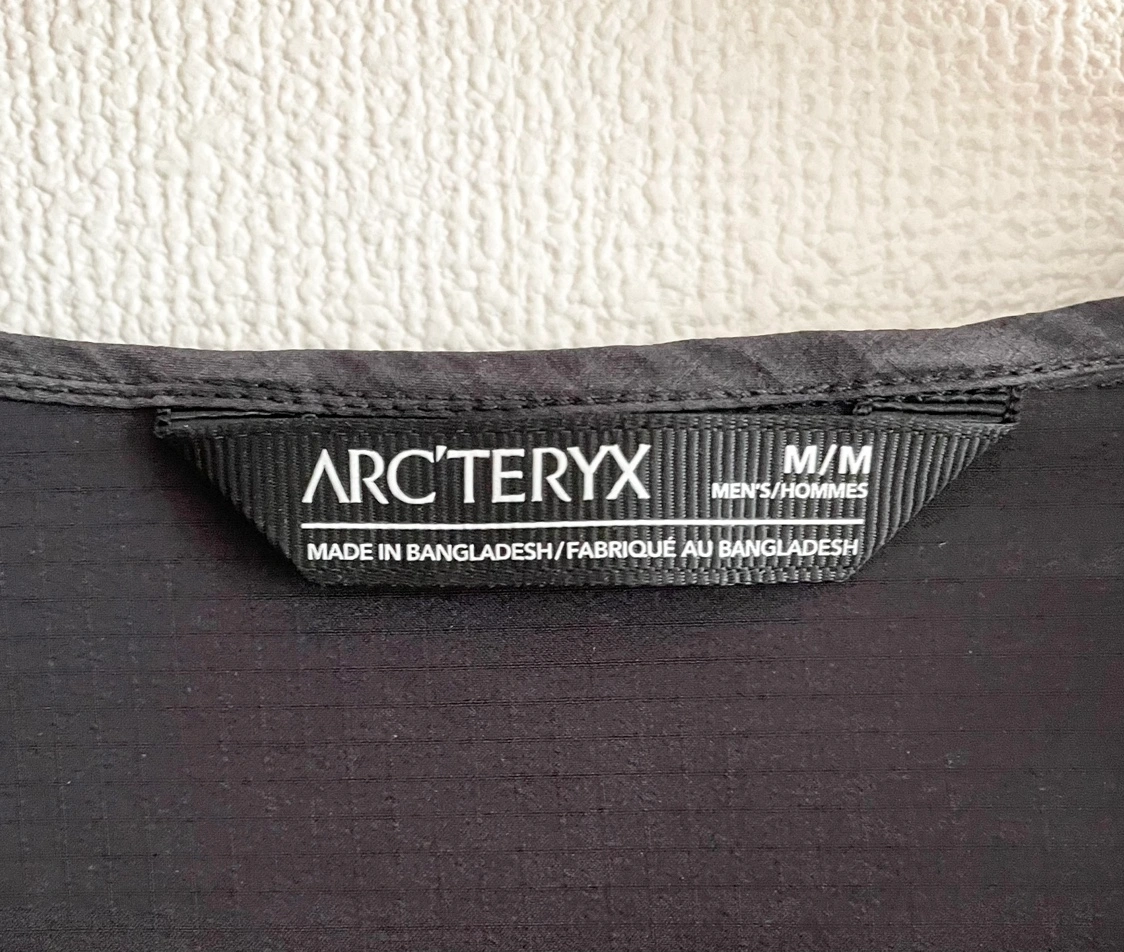 ARC'TERYX
M/M
MEN'S/HOMMES
MADE IN BANGLADESH/FABRIQUÉ AU BANGLADESH